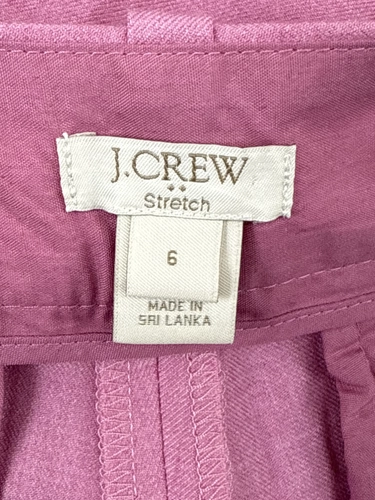 J.CREW
Stretch
6
MADE IN
SRI LANKA